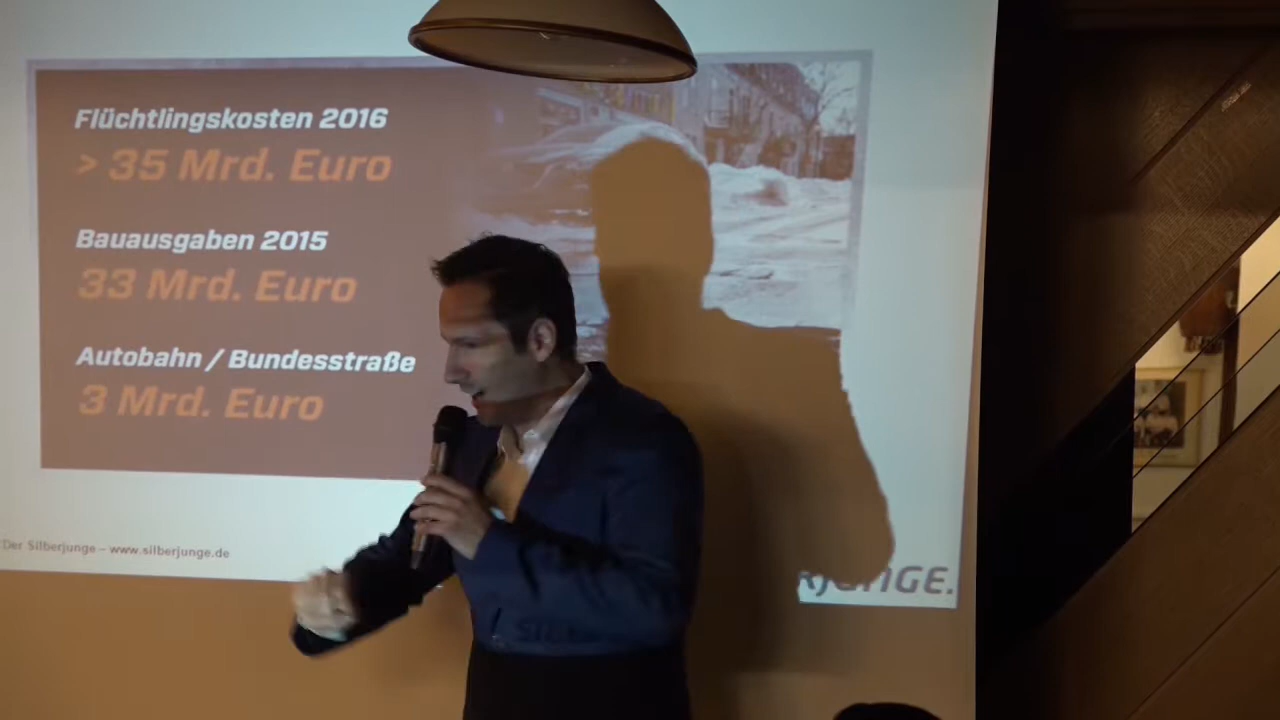 Flüchtlingskosten 2016
> 35 Mrd. Euro
Bauausgaben 2015
33 Mrd. Euro
Autobahn / Bundesstraße
3 Mrd. Euro
Der Silberjunge – www.silberjunge.de
RJUNGE.